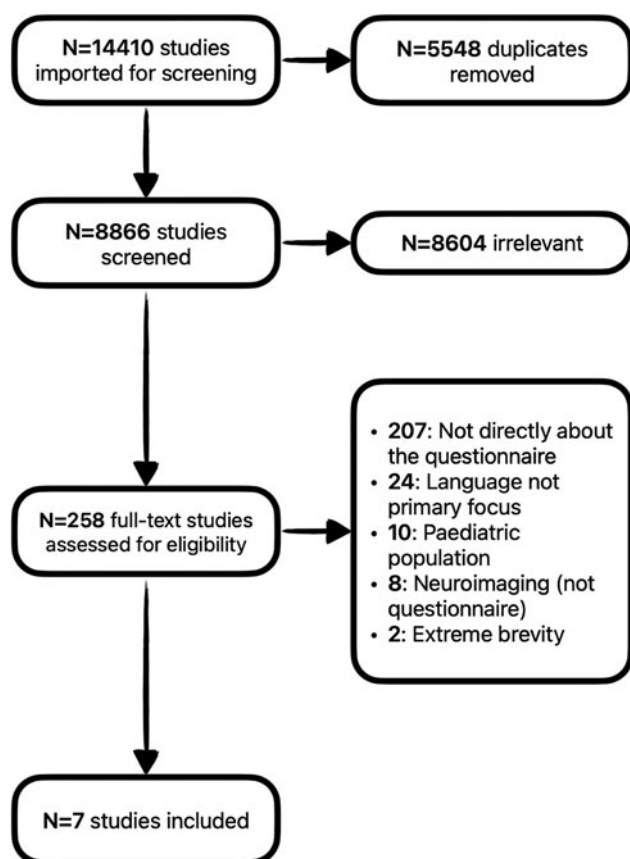 N=14410 studies
imported for screening
N=5548 duplicates
removed
N=8866 studies
screened
N=8604 irrelevant
• 207: Not directly about
the questionnaire
• 24: Language not
primary focus
• 10: Paediatric
population
• 8: Neuroimaging (not
questionnaire)
• 2: Extreme brevity
N=258 full-text studies
assessed for eligibility
N=7 studies included